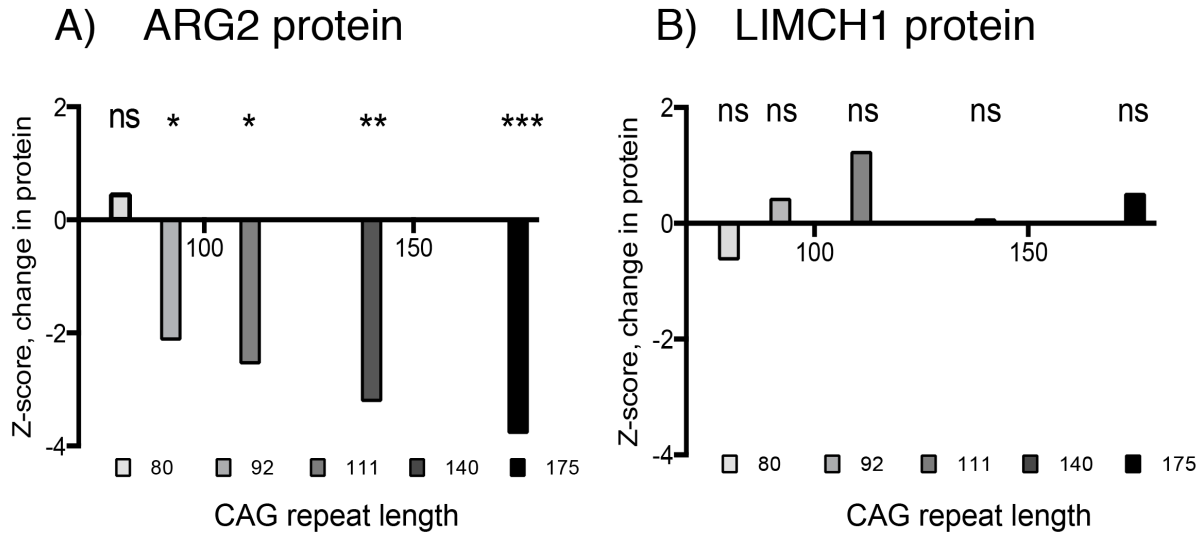 A) ARG2 protein
Z-score, change in protein
2
0
-2
-4
ns * * ** ***
100 150
80 92 111 140 175
CAG repeat length
B) LIMCH1 protein
Z-score, change in protein
2
0
-2
-4
ns ns ns ns ns
100 150
80 92 111 140 175
CAG repeat length